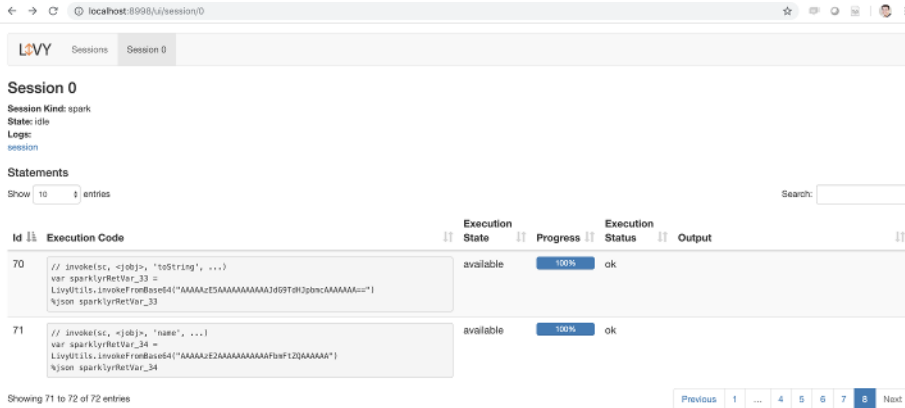 localhost:8998/ui/session/0
LIVY Sessions Session 0
Session 0
Session Kind: spark
State: idle
Logs:
session
Statements
Show 10 entries Search:
Id Execution Code Execution State Progress Execution Status Output
70 // invoke(sc, <jobj>, 'toString', ...) available 100% ok
var sparklyrRetVar_33 =
LivyUtils.invokeFromBase64("AAAAAzE5AAAAAAAAAAAJdG9TdHJpbmcAAAAAAA==")
%json sparklyrRetVar_33
71 // invoke(sc, <jobj>, 'name', ...) available 100% ok
var sparklyrRetVar_34 =
LivyUtils.invokeFromBase64("AAAAAzE2AAAAAAAAAAAFbmFtZQAAAAAA")
%json sparklyrRetVar_34
Showing 71 to 72 of 72 entries Previous 1 ... 4 5 6 7 8 Next